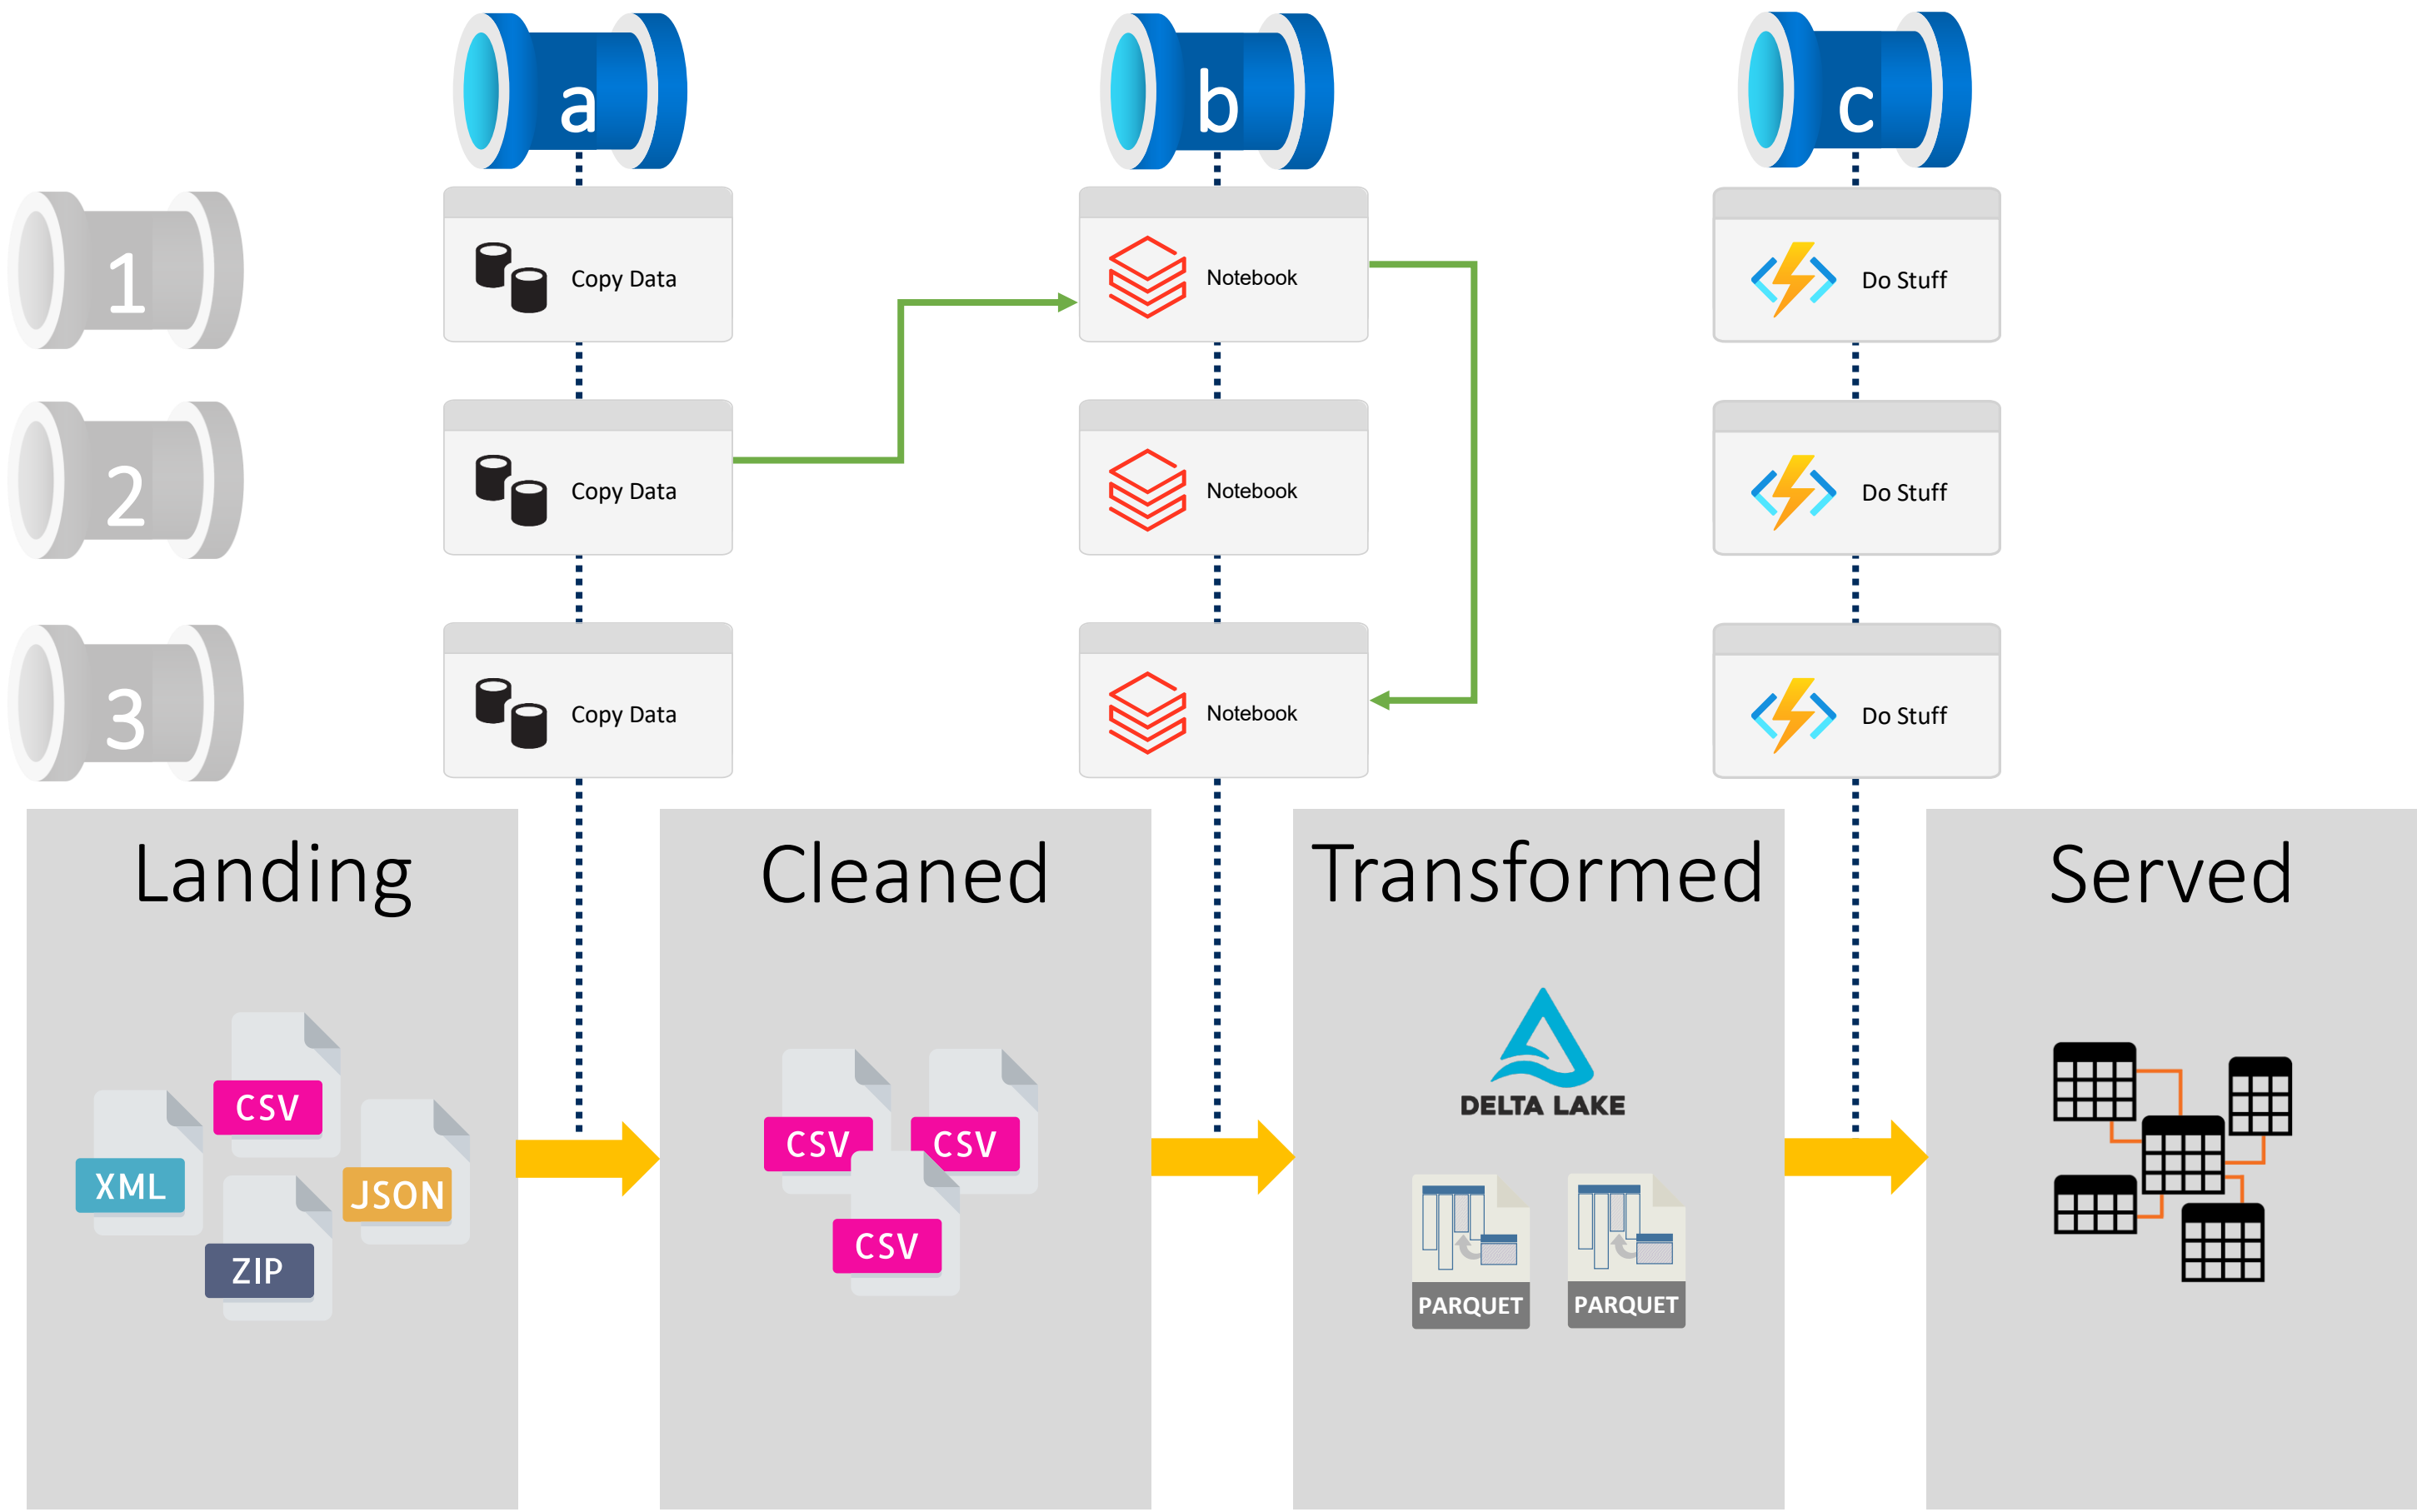 a
b
c
1
Copy Data
Notebook
Do Stuff
2
Copy Data
Notebook
Do Stuff
3
Copy Data
Notebook
Do Stuff
Landing
Cleaned
Transformed
Served
CSV
XML
JSON
ZIP
CSV
CSV
CSV
DELTA LAKE
PARQUET
PARQUET